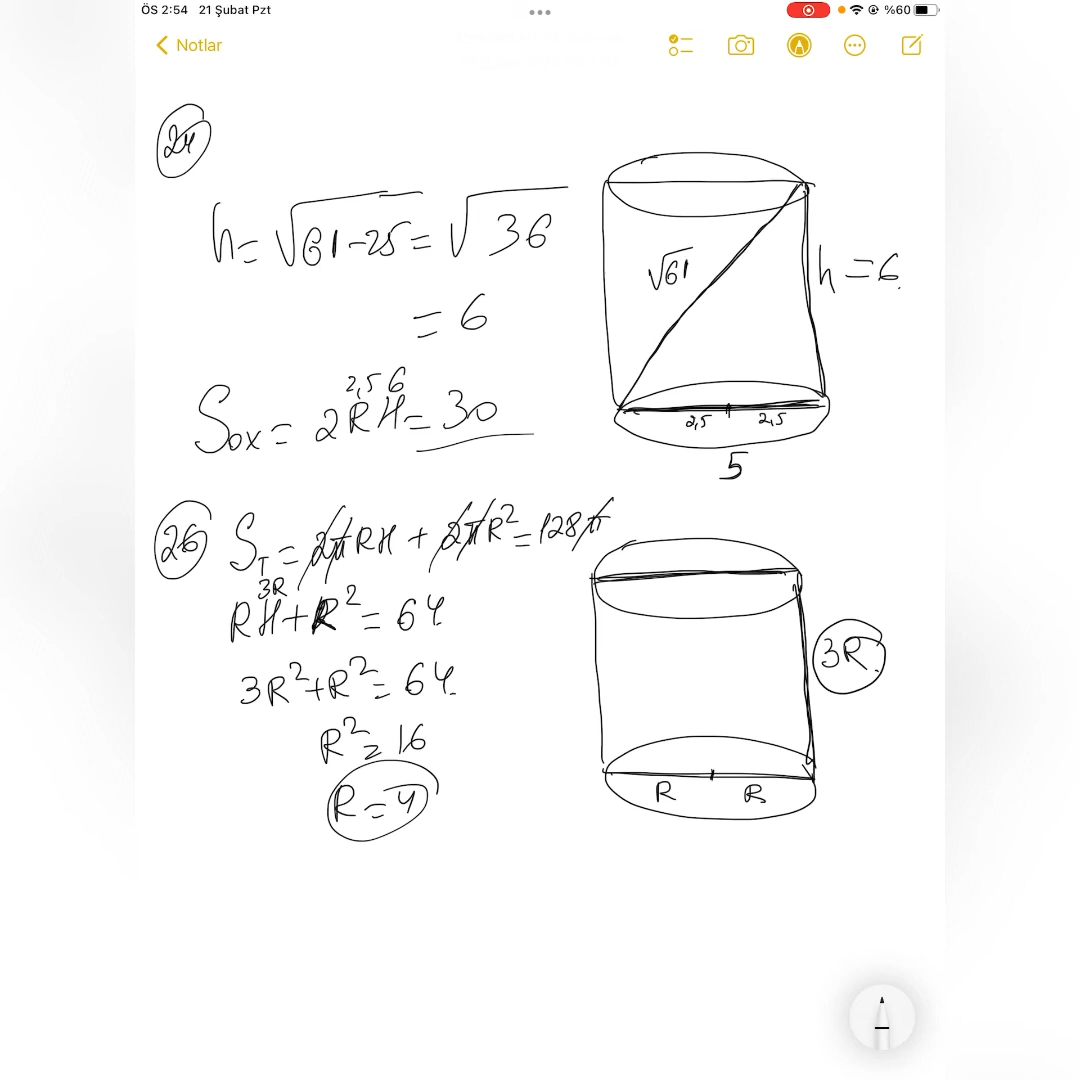 ÖS 2:54 21 Şubat Pzt
%60
Notlar
24
h = √61-25 = √36
= 6
2,5 6
Sox = 2RH = 30
√61
h = 6
2,5 2,5
5
26 ST = 2πRH + 2πR² = 128π
3R
RH + R² = 64
3R² + R² = 64
R² = 16
R = 4
3R
R R